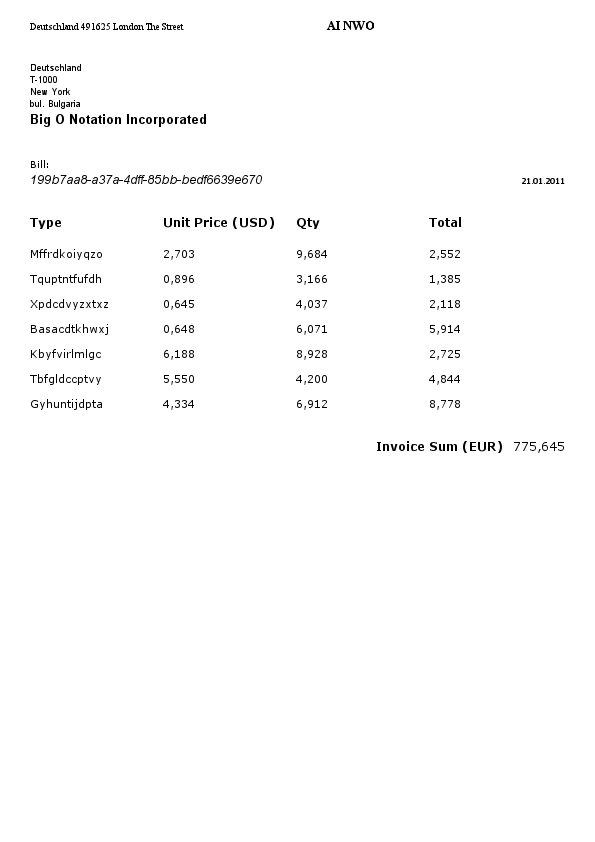 Deutschland 491625 London The Street AI NWO
Deutschland
T-1000
New York
bul. Bulgaria
Big O Notation Incorporated
Bill:
199b7aa8-a37a-4dff-85bb-bedf6639e670 21.01.2011
Type Unit Price (USD) Qty Total
Mffrdkoiyqzo 2,703 9,684 2,552
Tquptntfufdh 0,896 3,166 1,385
Xpdcdvyzxtxz 0,645 4,037 2,118
Basacdtkhwxj 0,648 6,071 5,914
Kbyfvirlmlgc 6,188 8,928 2,725
Tbfgldccptvy 5,550 4,200 4,844
Gyhuntijdpta 4,334 6,912 8,778
Invoice Sum (EUR) 775,645